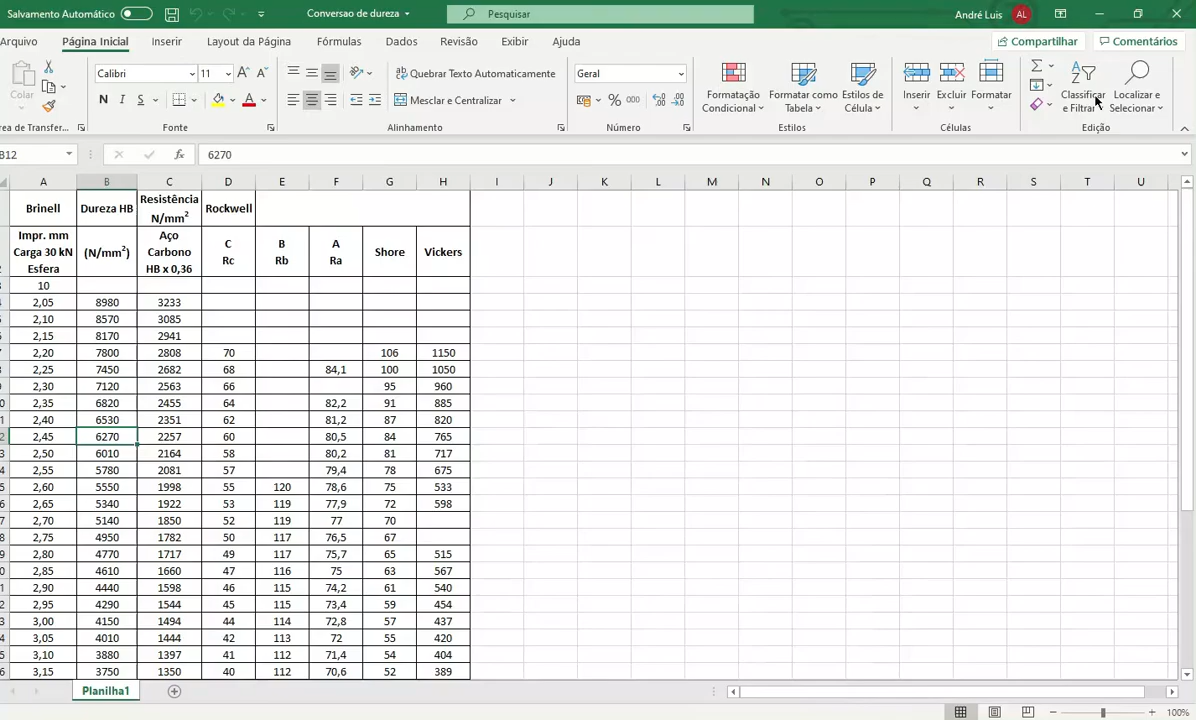 Salvamento Automático
Conversao de dureza
Pesquisar
André Luis
AL
Arquivo
Página Inicial
Inserir
Layout da Página
Fórmulas
Dados
Revisão
Exibir
Ajuda
Compartilhar
Comentários
Colar
Calibri
11
N I S
Quebrar Texto Automaticamente
Mesclar e Centralizar
Geral
% 000
Formatação
Condicional
Formatar como
Tabela
Estilos de
Célula
Inserir
Excluir
Formatar
Classificar
e Filtrar
Localizar e
Selecionar
Área de Transfer...
Fonte
Alinhamento
Número
Estilos
Células
Edição
B12
fx
6270
A B C D E F G H I J K L M N O P Q R S T U
Brinell
Dureza HB
Resistência
N/mm²
Rockwell
Impr. mm
Carga 30 kN
Esfera
(N/mm²)
Aço
Carbono
HB x 0,36
C
Rc
B
Rb
A
Ra
Shore
Vickers
10
2,05 8980 3233
2,10 8570 3085
2,15 8170 2941
2,20 7800 2808 70 106 1150
2,25 7450 2682 68 84,1 100 1050
2,30 7120 2563 66 95 960
2,35 6820 2455 64 82,2 91 885
2,40 6530 2351 62 81,2 87 820
2,45 6270 2257 60 80,5 84 765
2,50 6010 2164 58 80,2 81 717
2,55 5780 2081 57 79,4 78 675
2,60 5550 1998 55 120 78,6 75 533
2,65 5340 1922 53 119 77,9 72 598
2,70 5140 1850 52 119 77 70
2,75 4950 1782 50 117 76,5 67
2,80 4770 1717 49 117 75,7 65 515
2,85 4610 1660 47 116 75 63 567
2,90 4440 1598 46 115 74,2 61 540
2,95 4290 1544 45 115 73,4 59 454
3,00 4150 1494 44 114 72,8 57 437
3,05 4010 1444 42 113 72 55 420
3,10 3880 1397 41 112 71,4 54 404
3,15 3750 1350 40 112 70,6 52 389
Planilha1
100%